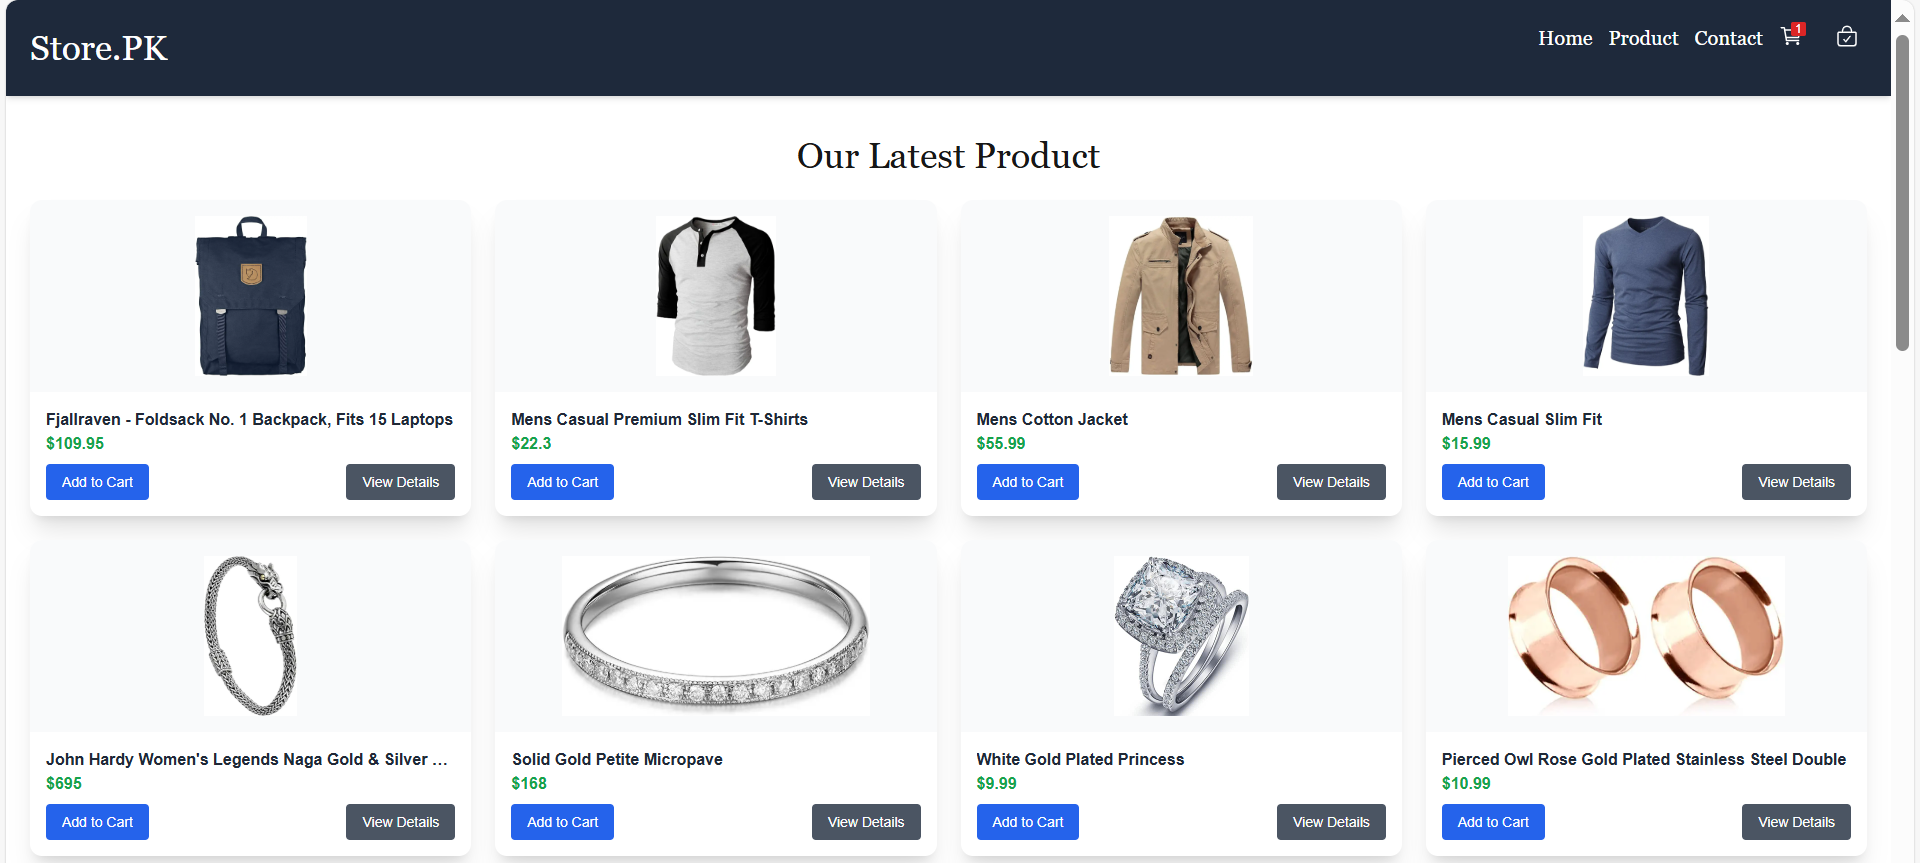 Store.PK
Home Product Contact 1
Our Latest Product
Fjallraven - Foldsack No. 1 Backpack, Fits 15 Laptops
$109.95
Add to Cart View Details
Mens Casual Premium Slim Fit T-Shirts
$22.3
Add to Cart View Details
Mens Cotton Jacket
$55.99
Add to Cart View Details
Mens Casual Slim Fit
$15.99
Add to Cart View Details
John Hardy Women's Legends Naga Gold & Silver ...
$695
Add to Cart View Details
Solid Gold Petite Micropave
$168
Add to Cart View Details
White Gold Plated Princess
$9.99
Add to Cart View Details
Pierced Owl Rose Gold Plated Stainless Steel Double
$10.99
Add to Cart View Details